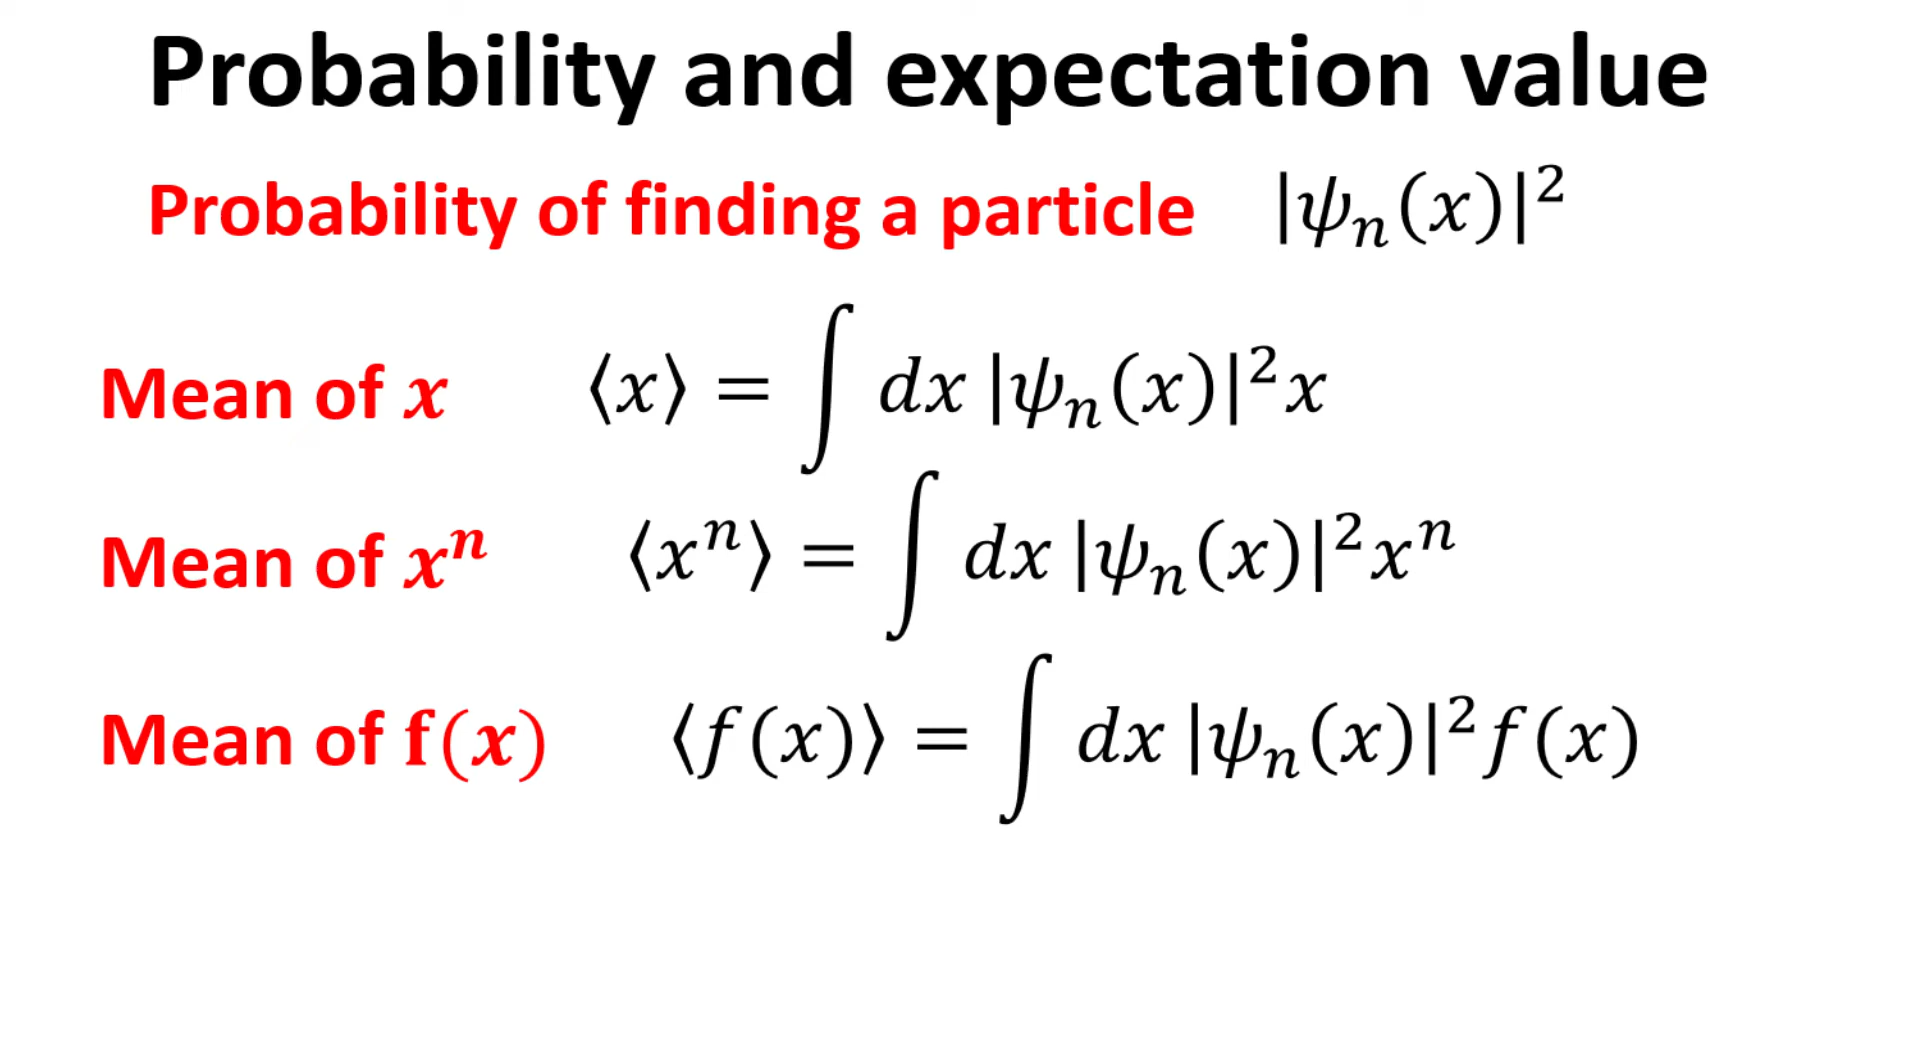 Probability and expectation value
Probability of finding a particle |ψₙ(x)|²
Mean of x ⟨x⟩ = ∫ dx |ψₙ(x)|² x
Mean of xⁿ ⟨xⁿ⟩ = ∫ dx |ψₙ(x)|² xⁿ
Mean of f(x) ⟨f(x)⟩ = ∫ dx |ψₙ(x)|² f(x)